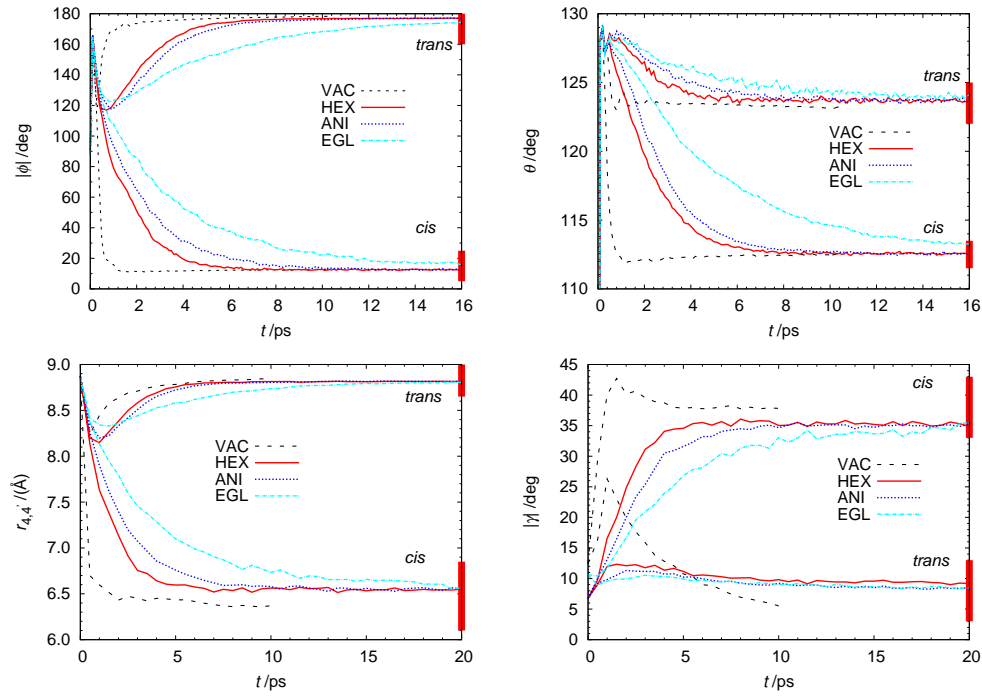 180
160
140
120
100
80
60
40
20
0
|ϕ| /deg
trans
VAC
HEX
ANI
EGL
cis
0 2 4 6 8 10 12 14 16
t /ps
130
125
120
115
110
θ /deg
trans
VAC
HEX
ANI
EGL
cis
0 2 4 6 8 10 12 14 16
t /ps
9.0
8.5
8.0
7.5
7.0
6.5
6.0
r4,4' /(Å)
trans
VAC
HEX
ANI
EGL
cis
0 5 10 15 20
t /ps
45
40
35
30
25
20
15
10
5
0
|γ| /deg
cis
VAC
HEX
ANI
EGL
trans
0 5 10 15 20
t /ps